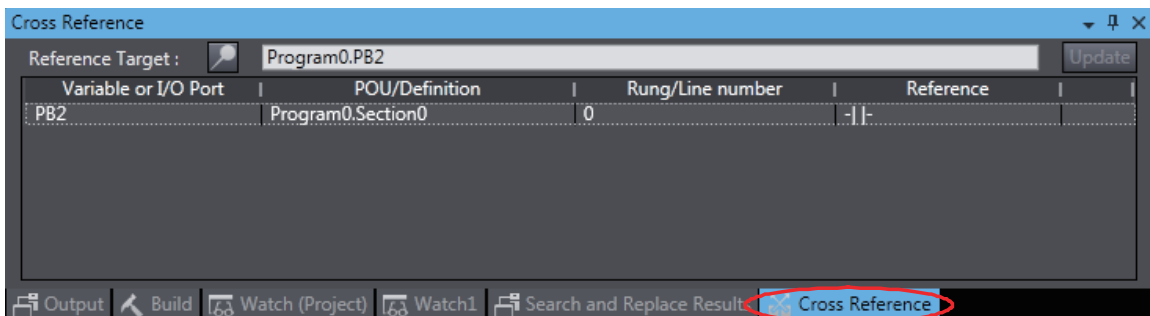 Cross Reference
Reference Target : Program0.PB2 Update
Variable or I/O Port POU/Definition Rung/Line number Reference
PB2 Program0.Section0 0 -| |-
Output Build Watch (Project) Watch1 Search and Replace Result Cross Reference